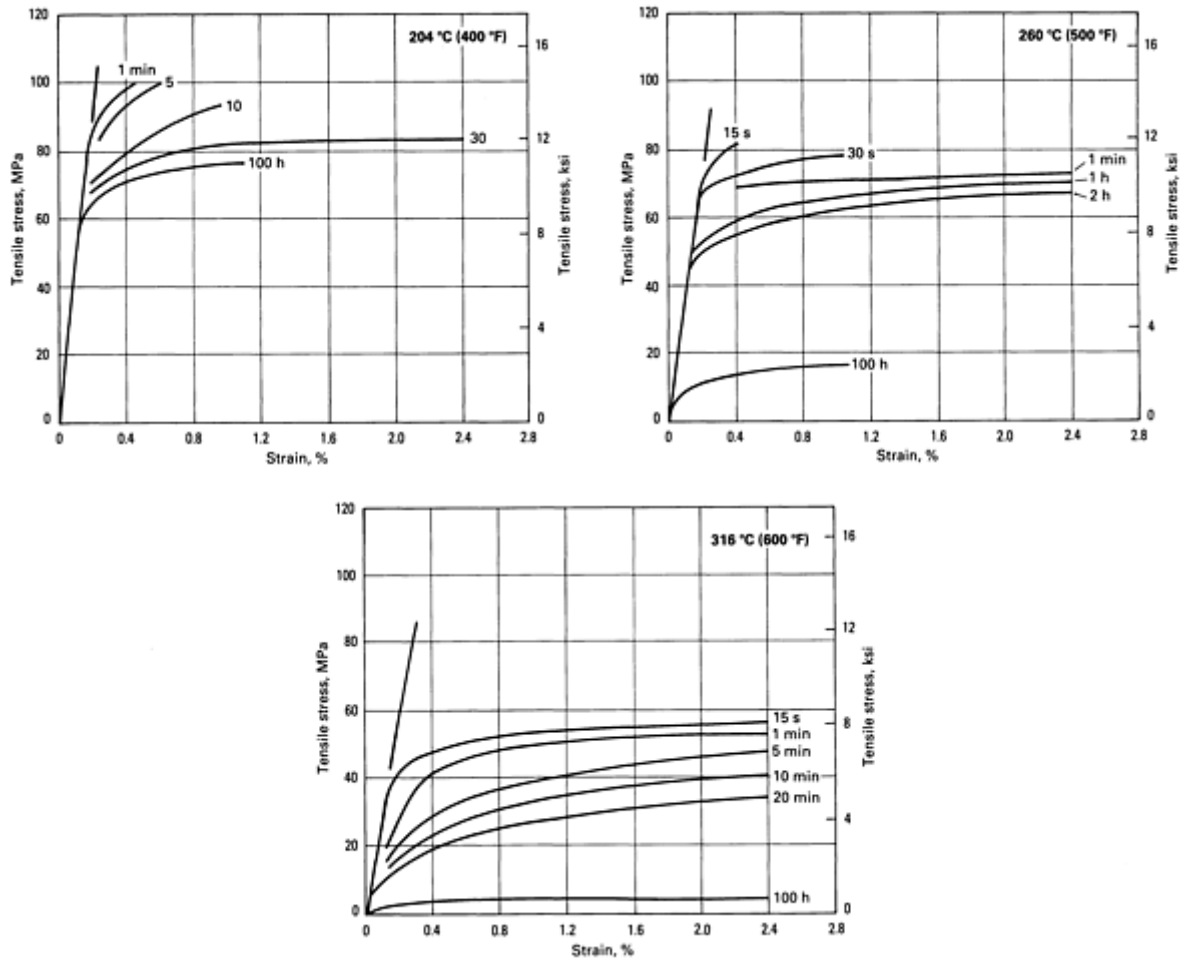 204 °C (400 °F)
120
100
80
60
40
20
0
Tensile stress, MPa
1 min
5
10
30
100 h
16
12
8
4
0
Tensile stress, ksi
0 0.4 0.8 1.2 1.6 2.0 2.4 2.8
Strain, %
260 °C (500 °F)
120
100
80
60
40
20
0
Tensile stress, MPa
15 s
30 s
1 min
1 h
2 h
100 h
16
12
8
4
0
Tensile stress, ksi
0 0.4 0.8 1.2 1.6 2.0 2.4 2.8
Strain, %
316 °C (600 °F)
120
100
80
60
40
20
0
Tensile stress, MPa
15 s
1 min
5 min
10 min
20 min
100 h
16
12
8
4
0
Tensile stress, ksi
0 0.4 0.8 1.2 1.6 2.0 2.4 2.8
Strain, %